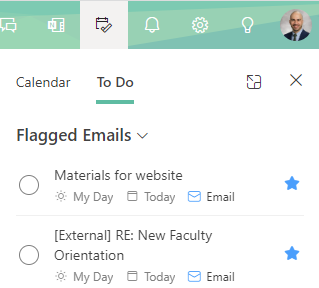 Calendar To Do
Flagged Emails
Materials for website
My Day Today Email
[External] RE: New Faculty
Orientation
My Day Today Email